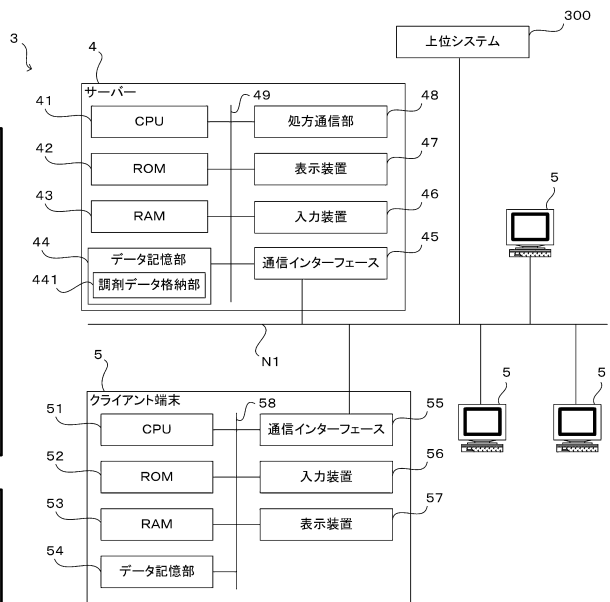 300
上位システム
3
4
サーバー
41
CPU
49
処方通信部
48
42
ROM
表示装置
47
43
RAM
入力装置
46
44
データ記憶部
通信インターフェース
45
441
調剤データ格納部
5
N1
5
クライアント端末
58
51
CPU
通信インターフェース
55
5
5
52
ROM
入力装置
56
53
RAM
表示装置
57
54
データ記憶部